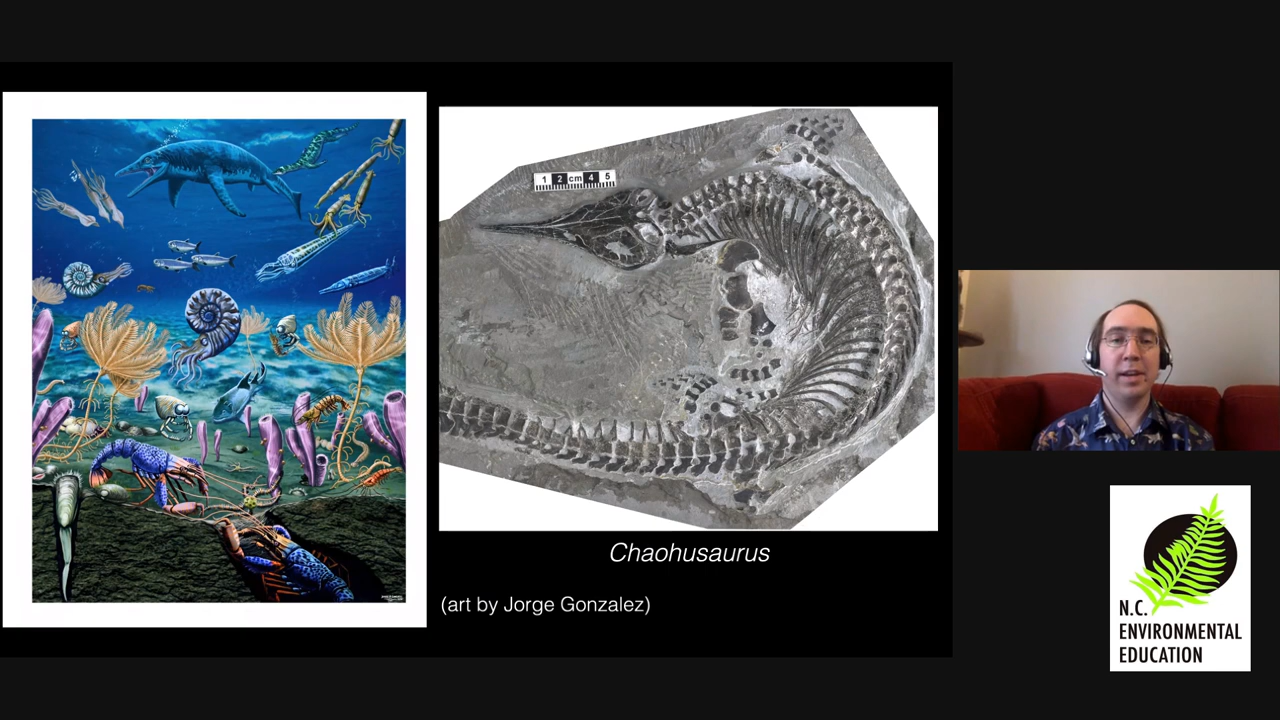 1 2 cm 4 5
Chaohusaurus
(art by Jorge Gonzalez)
N.C.
ENVIRONMENTAL
EDUCATION